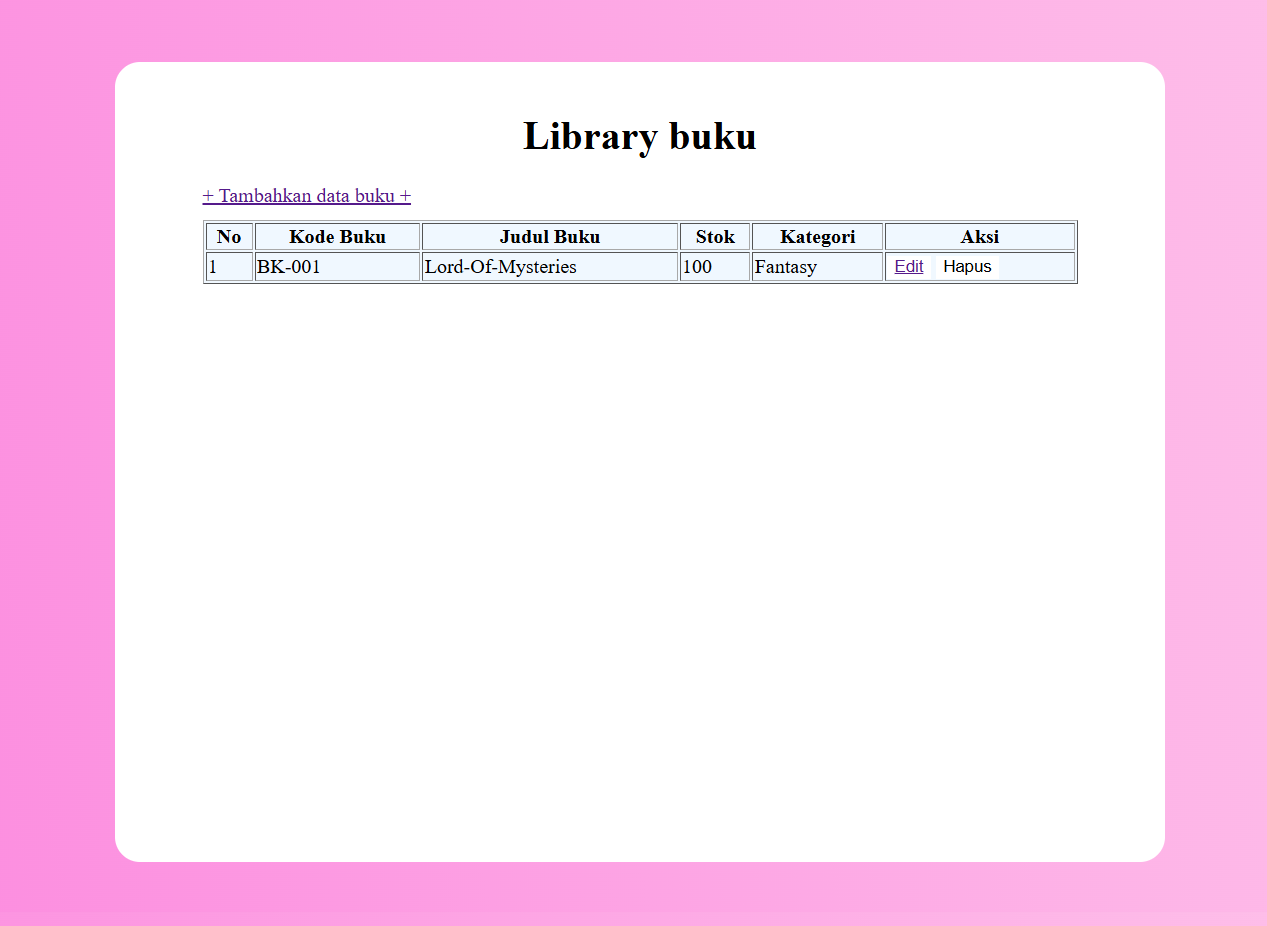 Library buku
+ Tambahkan data buku +
No Kode Buku Judul Buku Stok Kategori Aksi
1 BK-001 Lord-Of-Mysteries 100 Fantasy Edit Hapus